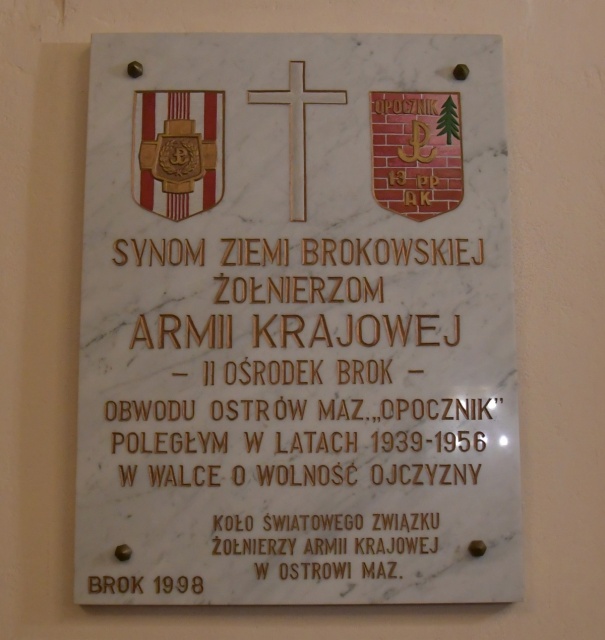 OPOCZNIK
13 PP
AK
SYNOM ZIEMI BROKOWSKIEJ
ŻOŁNIERZOM
ARMII KRAJOWEJ
– II OŚRODEK BROK –
OBWODU OSTRÓW MAZ. „OPOCZNIK”
POLEGŁYM W LATACH 1939-1956
W WALCE O WOLNOŚĆ OJCZYZNY
KOŁO ŚWIATOWEGO ZWIĄZKU
ŻOŁNIERZY ARMII KRAJOWEJ
W OSTROWI MAZ.
BROK 1998